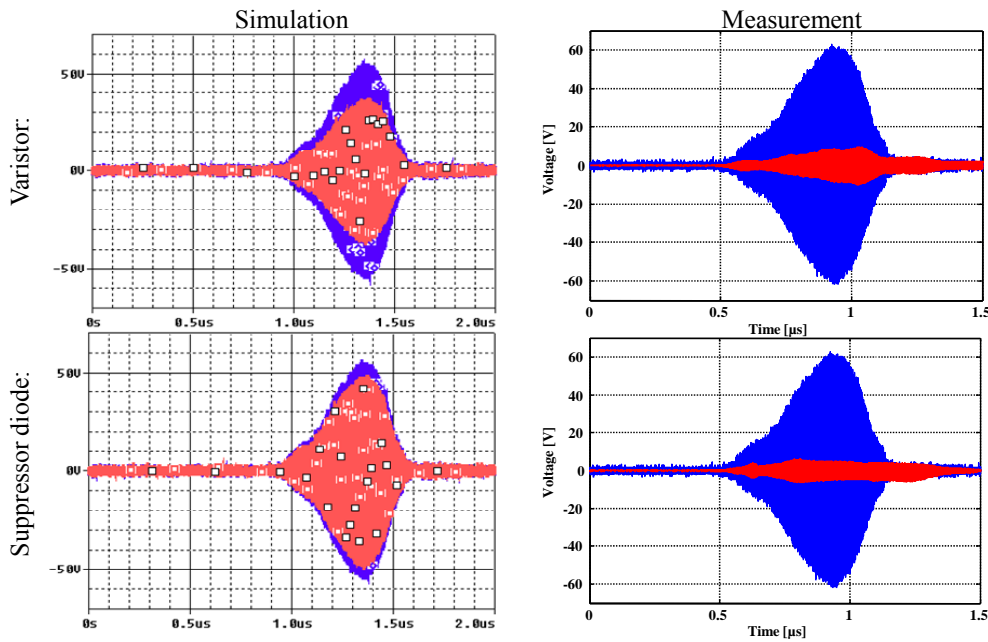 Simulation
Measurement
Varistor:
50V
0V
-50V
0s 0.5us 1.0us 1.5us 2.0us
Voltage [V]
60
40
20
0
-20
-40
-60
0 0.5 1 1.5
Time [µs]
Suppressor diode:
50V
0V
-50V
0s 0.5us 1.0us 1.5us 2.0us
Voltage [V]
60
40
20
0
-20
-40
-60
0 0.5 1 1.5
Time [µs]